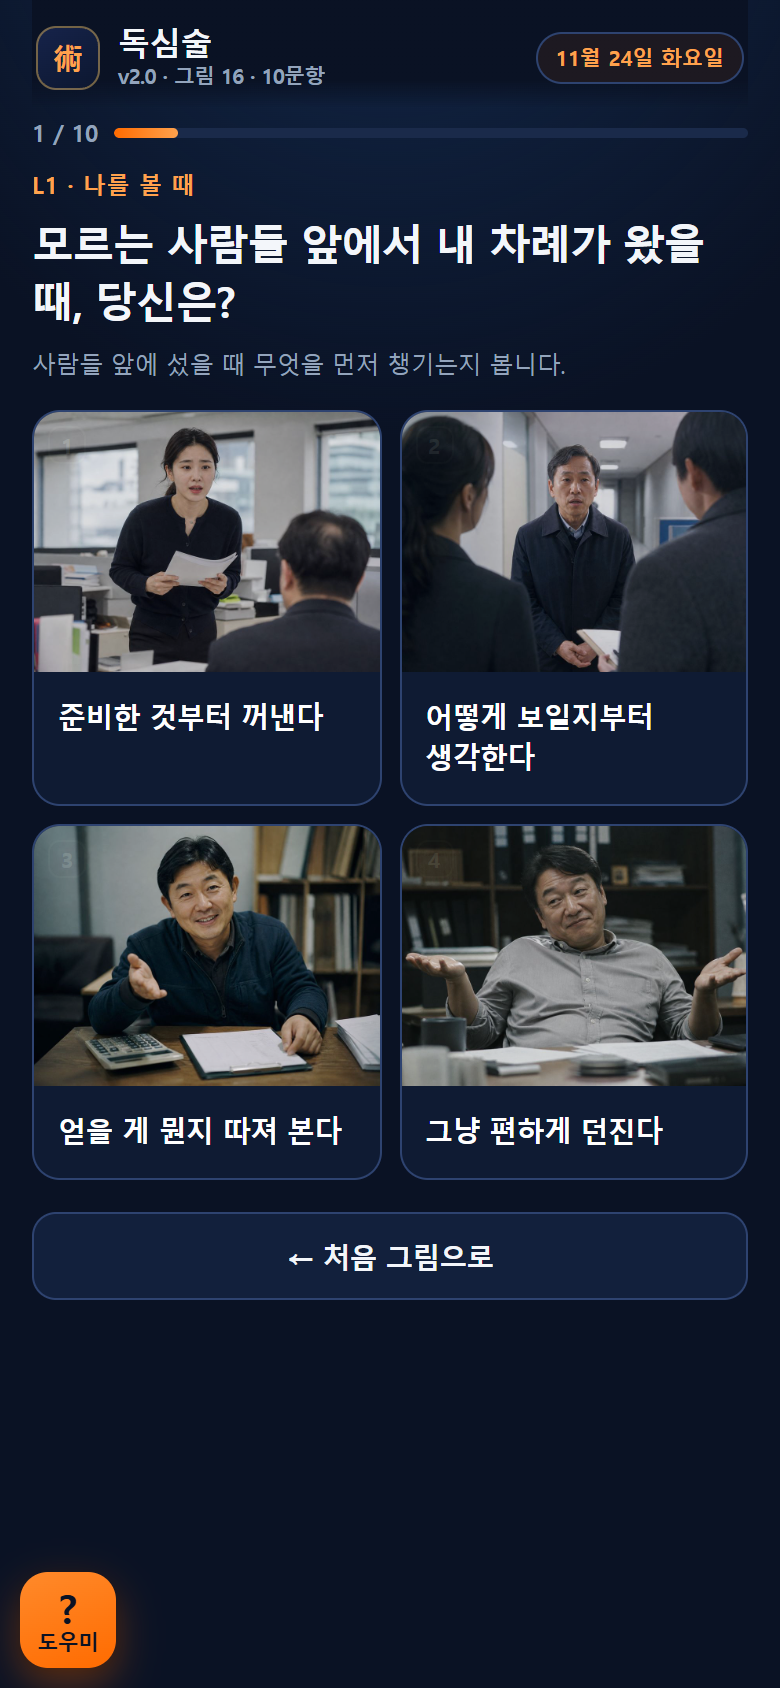 術
독심술
v2.0 · 그림 16 · 10문항
11월 24일 화요일
1 / 10
L1 · 나를 볼 때
모르는 사람들 앞에서 내 차례가 왔을
때, 당신은?
사람들 앞에 섰을 때 무엇을 먼저 챙기는지 봅니다.
1
2
준비한 것부터 꺼낸다
어떻게 보일지부터
생각한다
3
4
얻을 게 뭔지 따져 본다
그냥 편하게 던진다
← 처음 그림으로
?
도우미